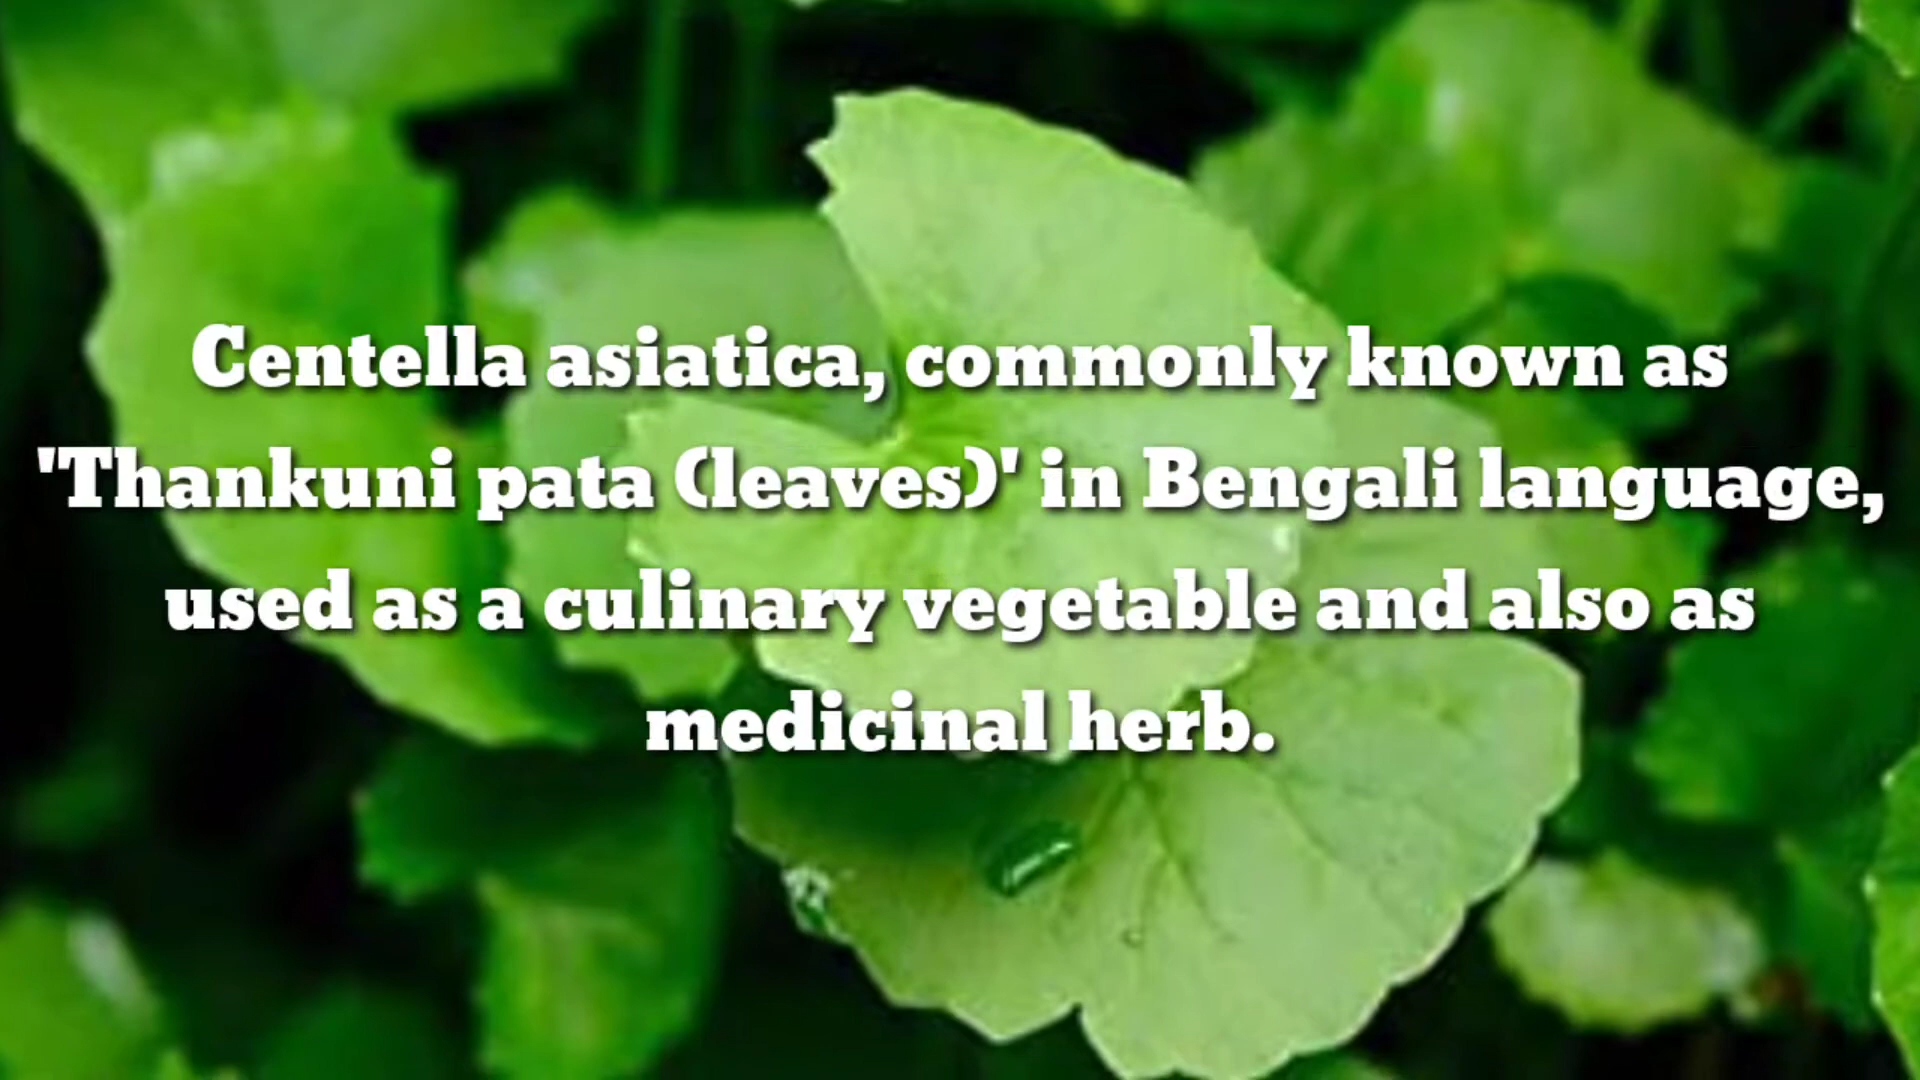 Centella asiatica, commonly known as
'Thankuni pata (leaves)' in Bengali language,
used as a culinary vegetable and also as
medicinal herb.